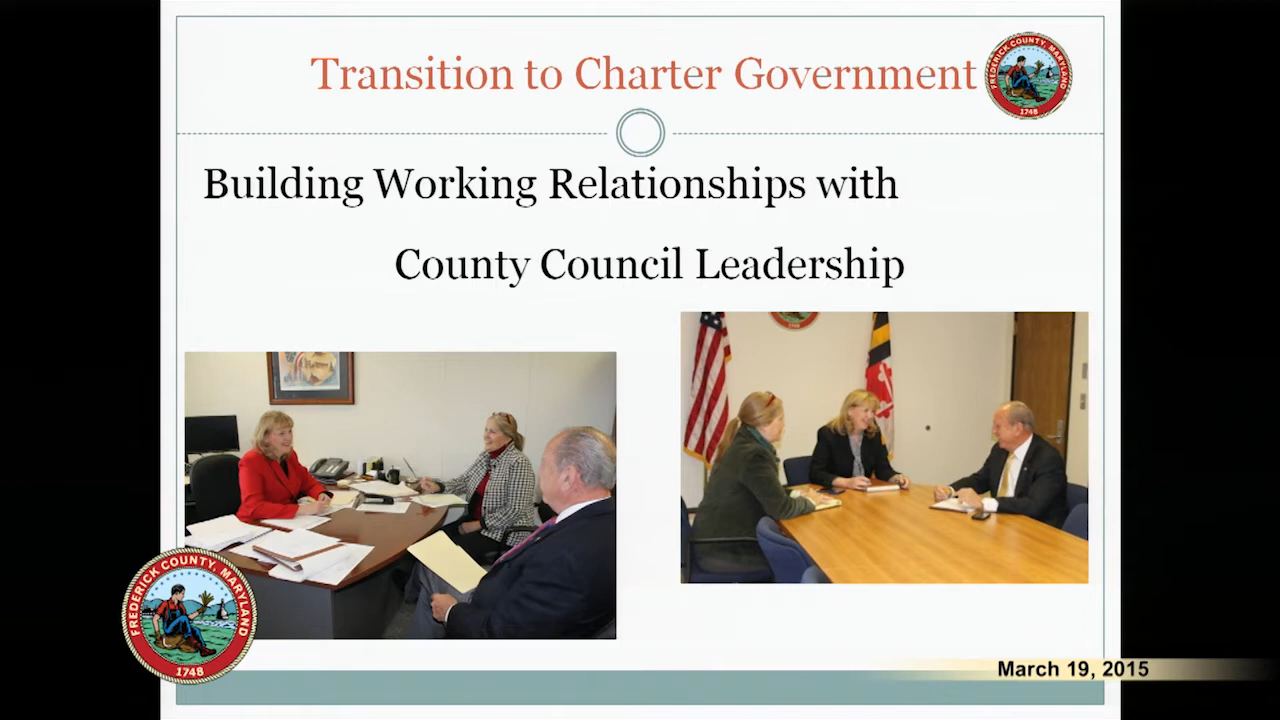 Transition to Charter Government
FREDERICK COUNTY, MARYLAND
1748
Building Working Relationships with
County Council Leadership
FREDERICK COUNTY, MARYLAND
1748
March 19, 2015